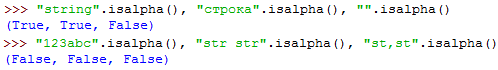 >>> "string".isalpha(), "строка".isalpha(), "".isalpha()
(True, True, False)
>>> "123abc".isalpha(), "str str".isalpha(), "st,st".isalpha()
(False, False, False)